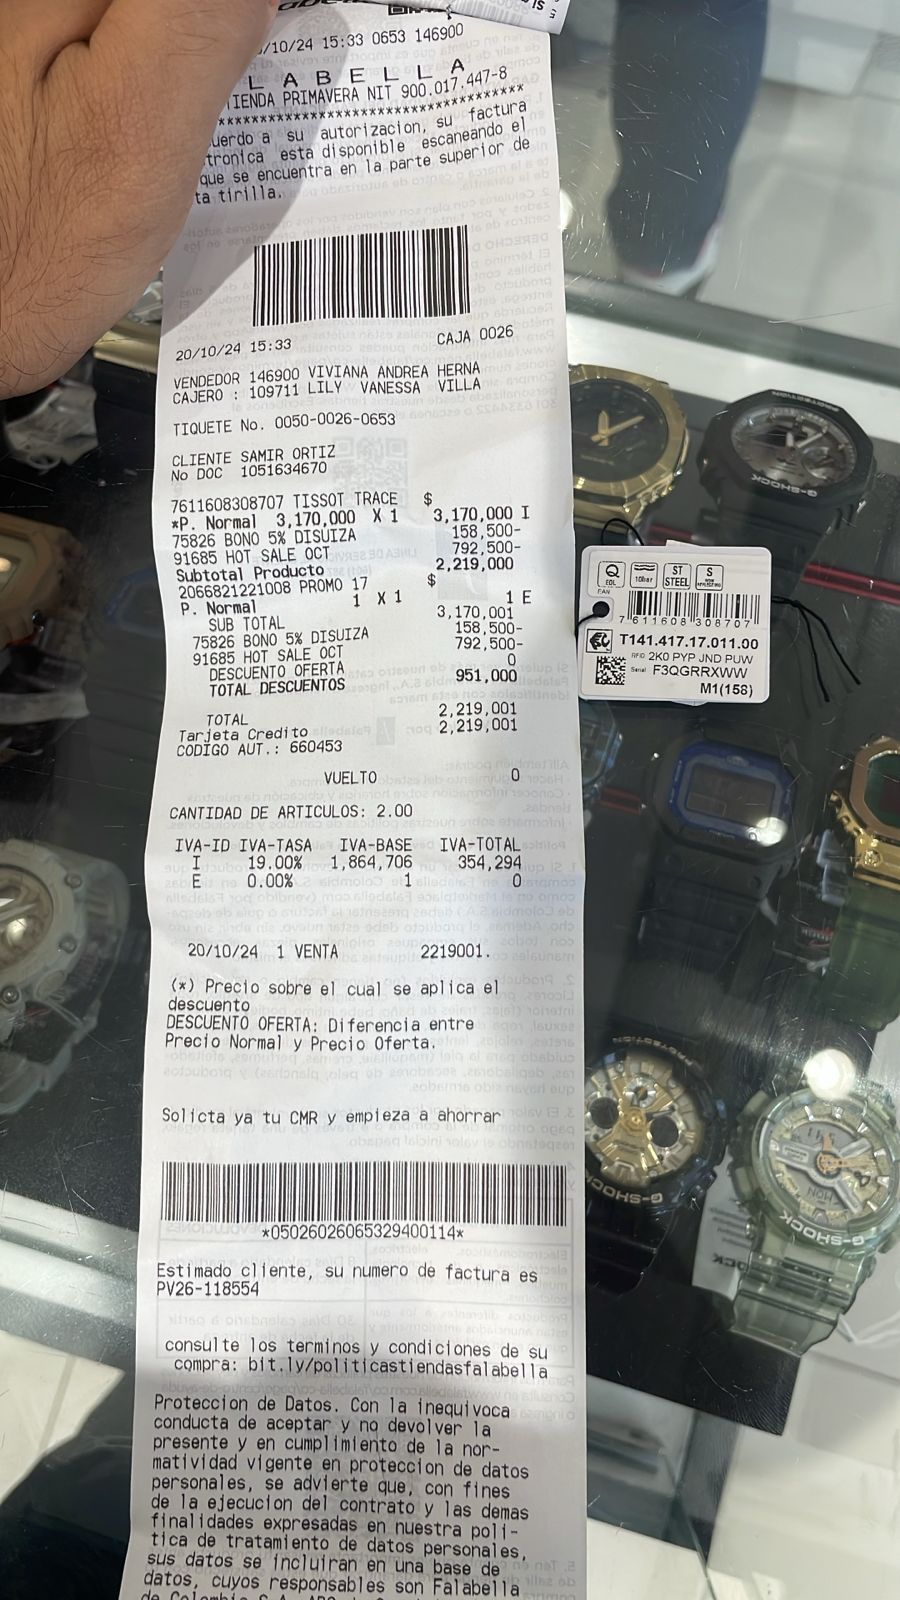 /10/24 15:33 0653 146900
L A B E L L A
TIENDA PRIMAVERA NIT 900.017.447-8
************************************
uerdo a su autorizacion, su factura
tronica esta disponible escaneando el
que se encuentra en la parte superior de
ta tirilla.
20/10/24 15:33 CAJA 0026
VENDEDOR 146900 VIVIANA ANDREA HERNA
CAJERO : 109711 LILY VANESSA VILLA
TIQUETE No. 0050-0026-0653
CLIENTE SAMIR ORTIZ
No DOC 1051634670
7611608308707 TISSOT TRACE $
*P. Normal 3,170,000 X 1 3,170,000 I
75826 BONO 5% DISUIZA 158,500-
91685 HOT SALE OCT 792,500-
Subtotal Producto 2,219,000
2066821221008 PROMO 17 $
P. Normal 1 X 1 1 E
SUB TOTAL 3,170,001
75826 BONO 5% DISUIZA 158,500-
91685 HOT SALE OCT 792,500-
DESCUENTO OFERTA 0
TOTAL DESCUENTOS 951,000
TOTAL 2,219,001
Tarjeta Credito 2,219,001
CODIGO AUT.: 660453
VUELTO 0
CANTIDAD DE ARTICULOS: 2.00
IVA-ID IVA-TASA IVA-BASE IVA-TOTAL
I 19.00% 1,864,706 354,294
E 0.00% 1 0
20/10/24 1 VENTA 2219001.
(*) Precio sobre el cual se aplica el
descuento
DESCUENTO OFERTA: Diferencia entre
Precio Normal y Precio Oferta.
Solicta ya tu CMR y empieza a ahorrar
*05026026065329400114*
Estimado cliente, su numero de factura es
PV26-118554
consulte los terminos y condiciones de su
compra: bit.ly/politicastiendasfalabella
Proteccion de Datos. Con la inequivoca
conducta de aceptar y no devolver la
presente y en cumplimiento de la nor-
matividad vigente en proteccion de datos
personales, se advierte que, con fines
de la ejecucion del contrato y las demas
finalidades expresadas en nuestra poli-
tica de tratamiento de datos personales,
sus datos se incluiran en una base de
datos, cuyos responsables son Falabella
Q EOL
10bar
ST STEEL
S
EAN
7 611608 308707
T141.417.17.011.00
RFID 2K0 PYP JND PUW
Serial F3QGRRXWW
M1(158)
PROTECTION
G-SHOCK
PROTECTION
G-SHOCK
G-SHOCK